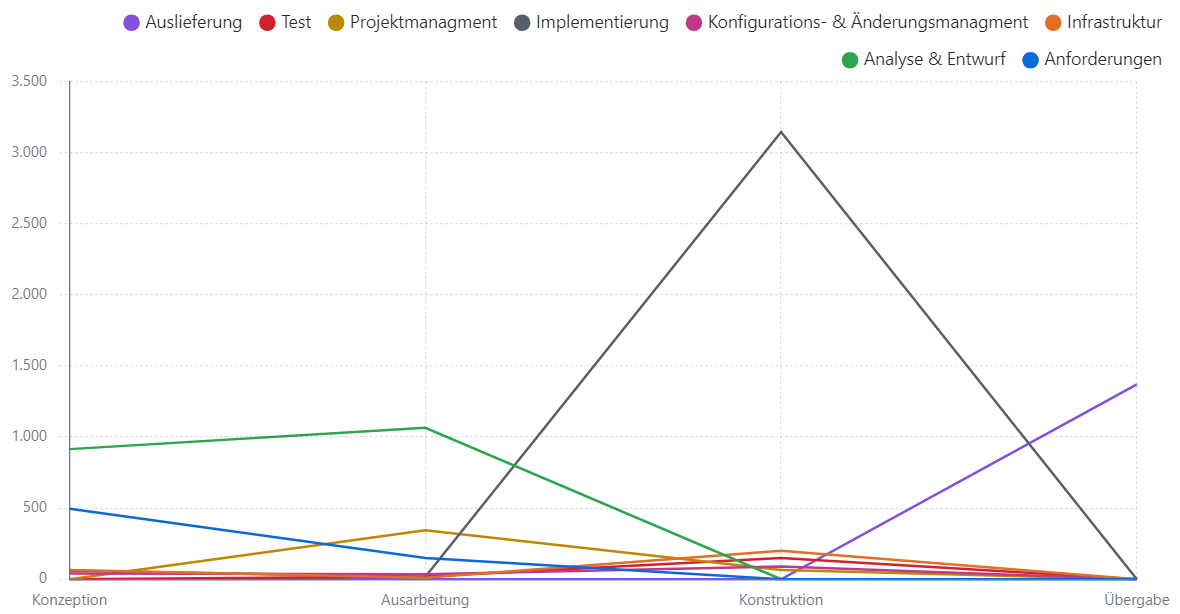 Auslieferung Test Projektmanagment Implementierung Konfigurations- & Änderungsmanagment Infrastruktur
Analyse & Entwurf Anforderungen
3.500
3.000
2.500
2.000
1.500
1.000
500
0
Konzeption Ausarbeitung Konstruktion Übergabe